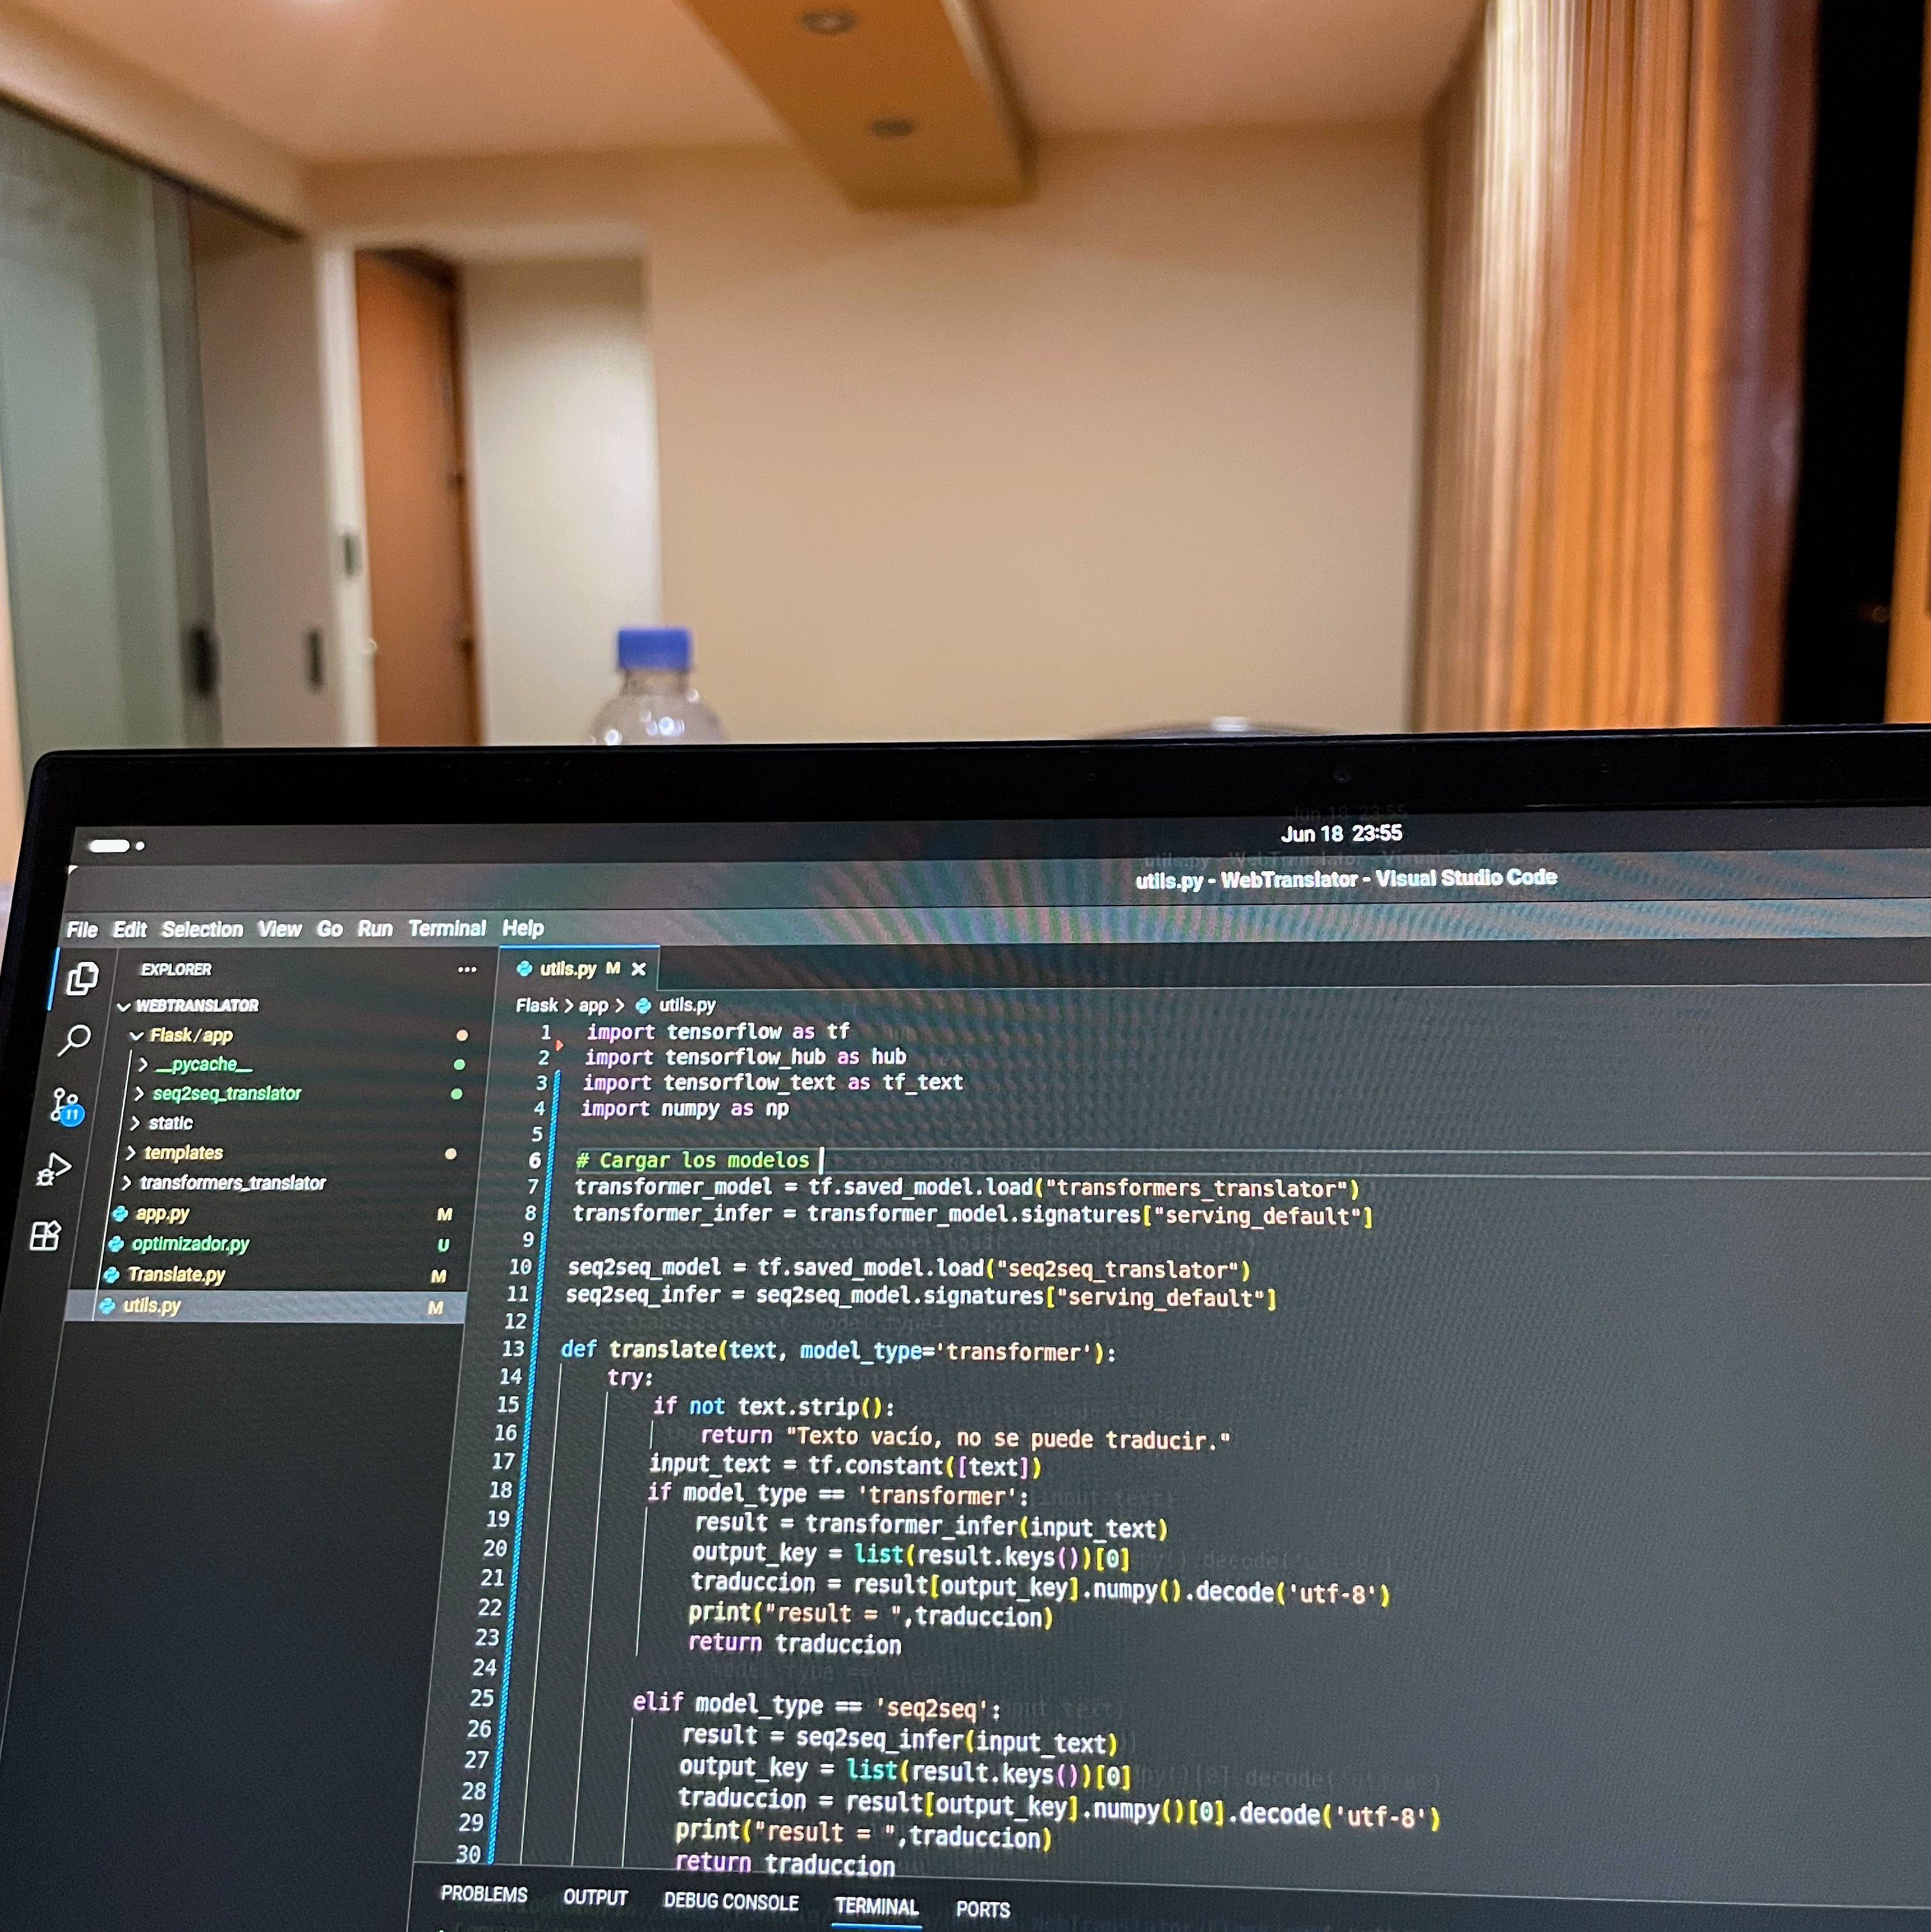 Jun 18 23:55
utils.py - WebTranslator - Visual Studio Code
File Edit Selection View Go Run Terminal Help
EXPLORER ...
WEBTRANSLATOR
Flask/app
__pycache__
seq2seq_translator
static
templates
transformers_translator
app.py M
optimizador.py U
Translate.py M
utils.py M
11
utils.py M
Flask > app > utils.py
1 import tensorflow as tf
2 import tensorflow_hub as hub
3 import tensorflow_text as tf_text
4 import numpy as np
5
6 # Cargar los modelos
7 transformer_model = tf.saved_model.load("transformers_translator")
8 transformer_infer = transformer_model.signatures["serving_default"]
9
10 seq2seq_model = tf.saved_model.load("seq2seq_translator")
11 seq2seq_infer = seq2seq_model.signatures["serving_default"]
12
13 def translate(text, model_type='transformer'):
14 try:
15 if not text.strip():
16 return "Texto vacío, no se puede traducir."
17 input_text = tf.constant([text])
18 if model_type == 'transformer':
19 result = transformer_infer(input_text)
20 output_key = list(result.keys())[0]
21 traduccion = result[output_key].numpy().decode('utf-8')
22 print("result = ",traduccion)
23 return traduccion
24
25 elif model_type == 'seq2seq':
26 result = seq2seq_infer(input_text)
27 output_key = list(result.keys())[0]
28 traduccion = result[output_key].numpy()[0].decode('utf-8')
29 print("result = ",traduccion)
30 return traduccion
PROBLEMS OUTPUT DEBUG CONSOLE TERMINAL PORTS